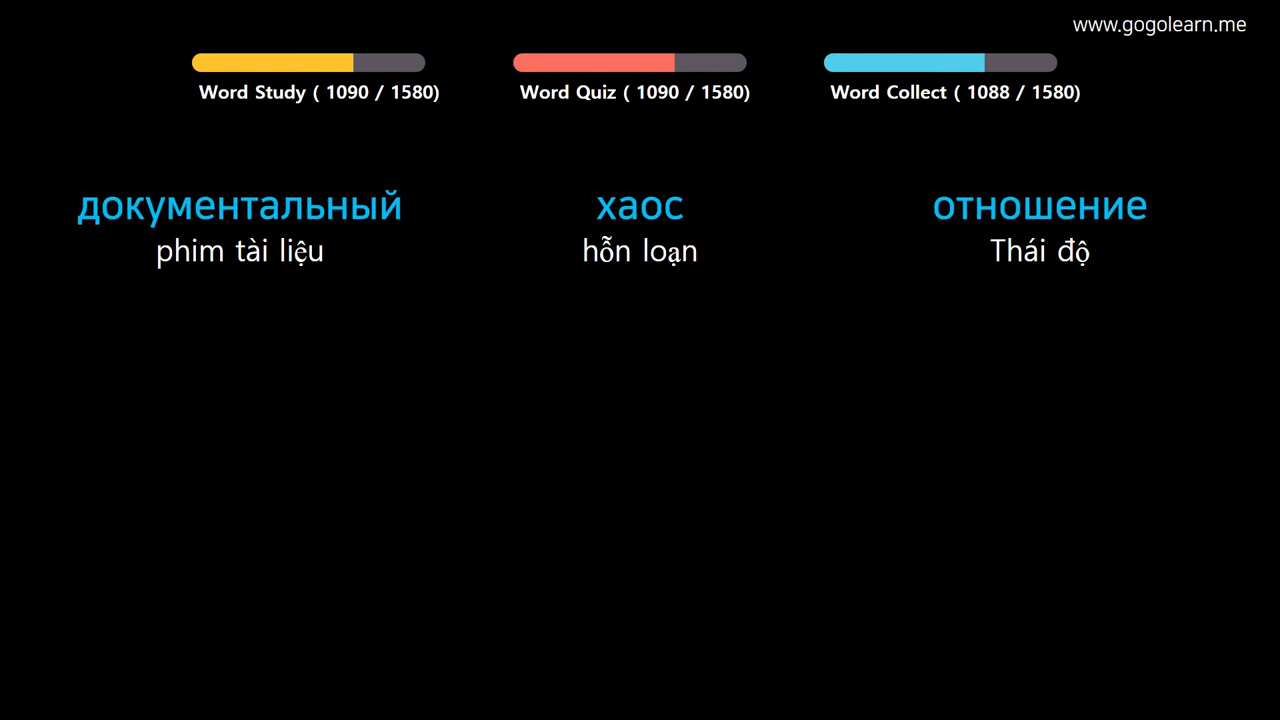 www.gogolearn.me
Word Study ( 1090 / 1580)
Word Quiz ( 1090 / 1580)
Word Collect ( 1088 / 1580)
документальный
phim tài liệu
хаос
hỗn loạn
отношение
Thái độ